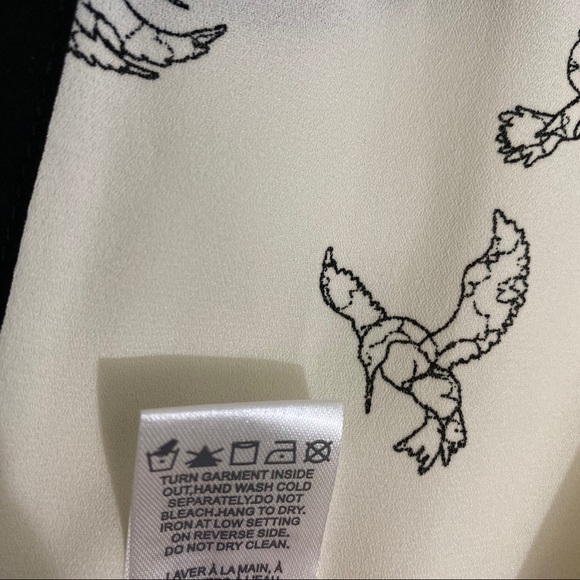 TURN GARMENT INSIDE
OUT,HAND WASH COLD
SEPARATELY.DO NOT
BLEACH.HANG TO DRY.
IRON AT LOW SETTING
ON REVERSE SIDE.
DO NOT DRY CLEAN.
LAVER À LA MAIN, À